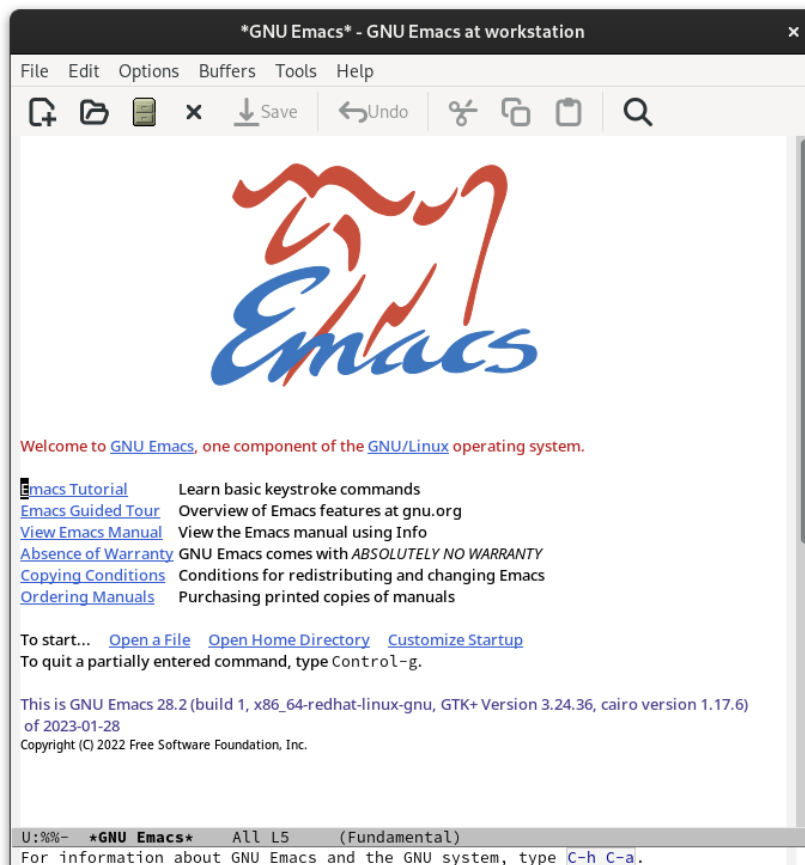 *GNU Emacs* - GNU Emacs at workstation
File Edit Options Buffers Tools Help
Save Undo
GNU
Emacs
Welcome to GNU Emacs, one component of the GNU/Linux operating system.
Emacs Tutorial Learn basic keystroke commands
Emacs Guided Tour Overview of Emacs features at gnu.org
View Emacs Manual View the Emacs manual using Info
Absence of Warranty GNU Emacs comes with ABSOLUTELY NO WARRANTY
Copying Conditions Conditions for redistributing and changing Emacs
Ordering Manuals Purchasing printed copies of manuals
To start... Open a File Open Home Directory Customize Startup
To quit a partially entered command, type Control-g.
This is GNU Emacs 28.2 (build 1, x86_64-redhat-linux-gnu, GTK+ Version 3.24.36, cairo version 1.17.6)
of 2023-01-28
Copyright (C) 2022 Free Software Foundation, Inc.
U:%%- *GNU Emacs* All L5 (Fundamental)
For information about GNU Emacs and the GNU system, type C-h C-a.